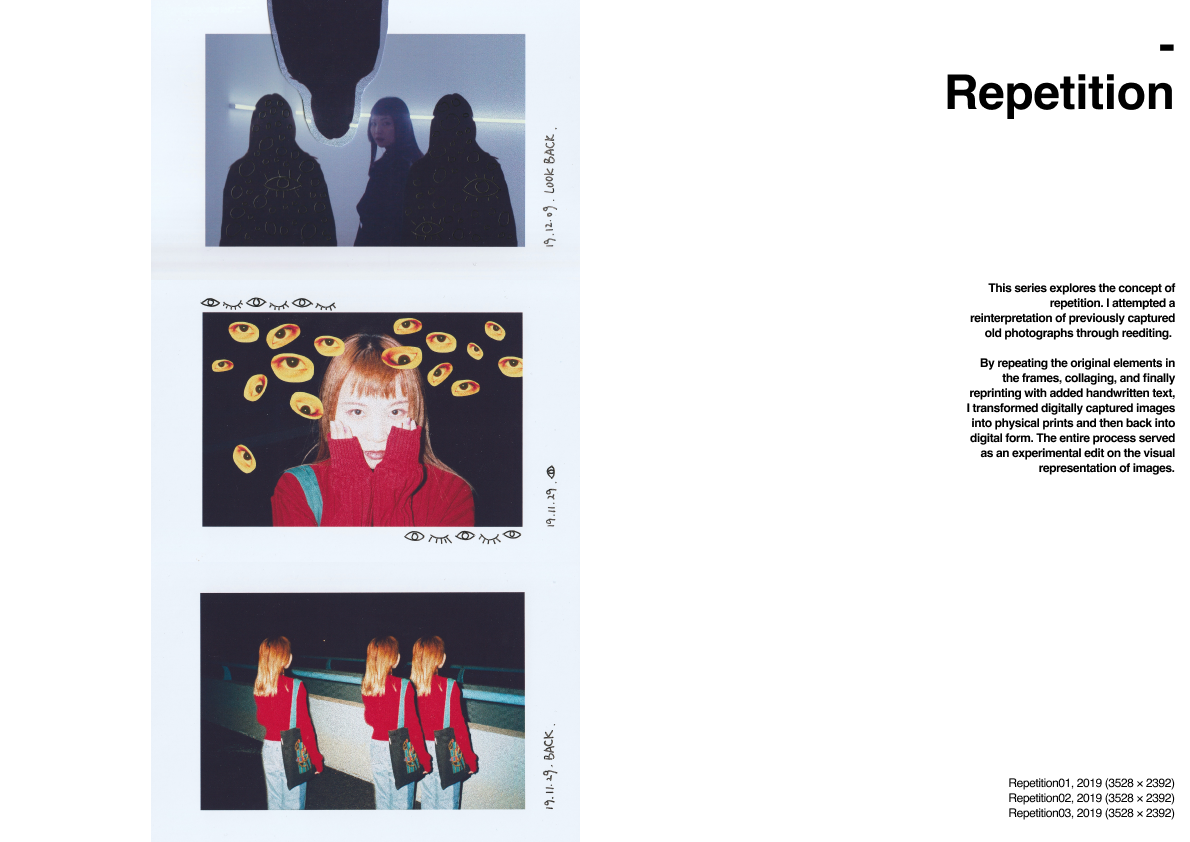 19.12.09. LOOK BACK.
19.11.29.
19.11.29. BACK.
-
Repetition
This series explores the concept of
repetition. I attempted a
reinterpretation of previously captured
old photographs through reediting.
By repeating the original elements in
the frames, collaging, and finally
reprinting with added handwritten text,
I transformed digitally captured images
into physical prints and then back into
digital form. The entire process served
as an experimental edit on the visual
representation of images.
Repetition01, 2019 (3528 × 2392)
Repetition02, 2019 (3528 × 2392)
Repetition03, 2019 (3528 × 2392)